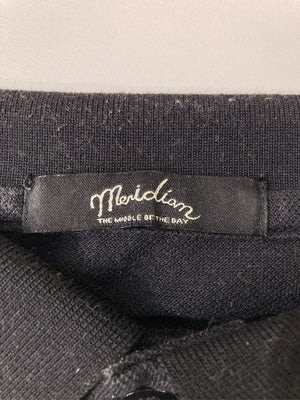 Meridian
THE MIDDLE OF THE DAY